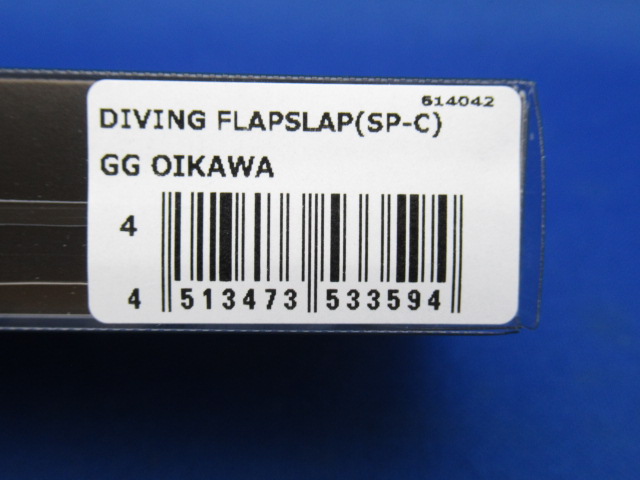 614042
DIVING FLAPSLAP(SP-C)
GG OIKAWA
4
4 513473 533594